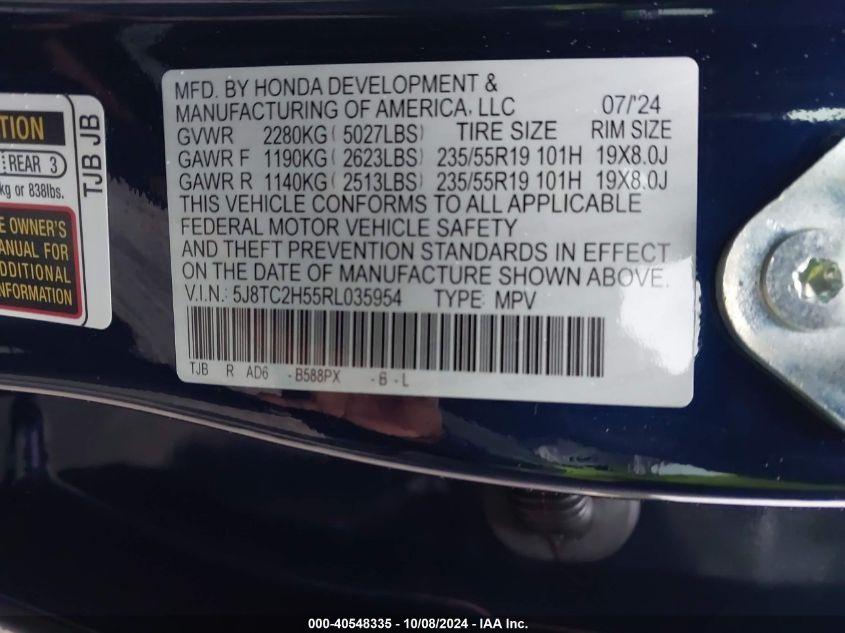 TION
REAR 3
kg or 838lbs.
E OWNER'S
ANUAL FOR
DDITIONAL
NFORMATION
TJB JB
MFD. BY HONDA DEVELOPMENT &
MANUFACTURING OF AMERICA, LLC 07/'24
GVWR 2280KG ( 5027LBS) TIRE SIZE RIM SIZE
GAWR F 1190KG ( 2623LBS) 235/55R19 101H 19X8.0J
GAWR R 1140KG ( 2513LBS) 235/55R19 101H 19X8.0J
THIS VEHICLE CONFORMS TO ALL APPLICABLE
FEDERAL MOTOR VEHICLE SAFETY
AND THEFT PREVENTION STANDARDS IN EFFECT
ON THE DATE OF MANUFACTURE SHOWN ABOVE.
V.I.N.: 5J8TC2H55RL035954 TYPE: MPV
TJB R AD6 -B588PX -B-L
000-40548335 - 10/08/2024 - IAA Inc.